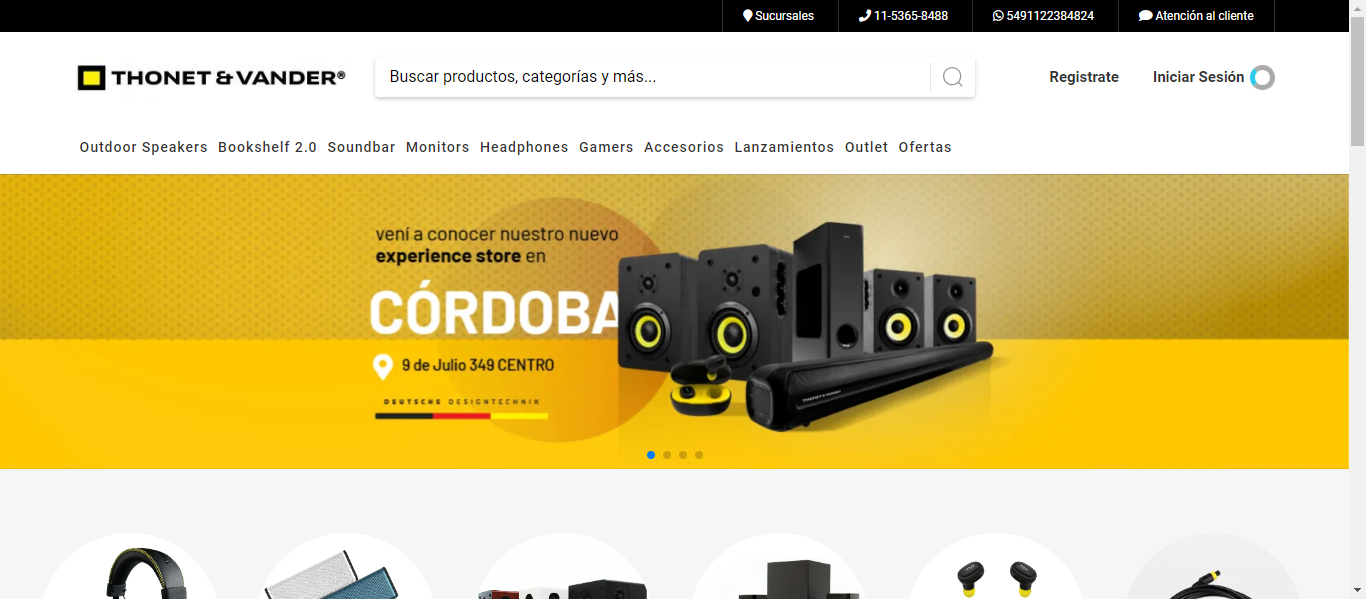 Sucursales 11-5365-8488 5491122384824 Atención al cliente
THONET & VANDER® Buscar productos, categorías y más... Registrate Iniciar Sesión
Outdoor Speakers Bookshelf 2.0 Soundbar Monitors Headphones Gamers Accesorios Lanzamientos Outlet Ofertas
vení a conocer nuestro nuevo
experience store en
CÓRDOBA
9 de Julio 349 CENTRO
DEUTSCHE DESIGNTECHNIK
THONET & VANDER